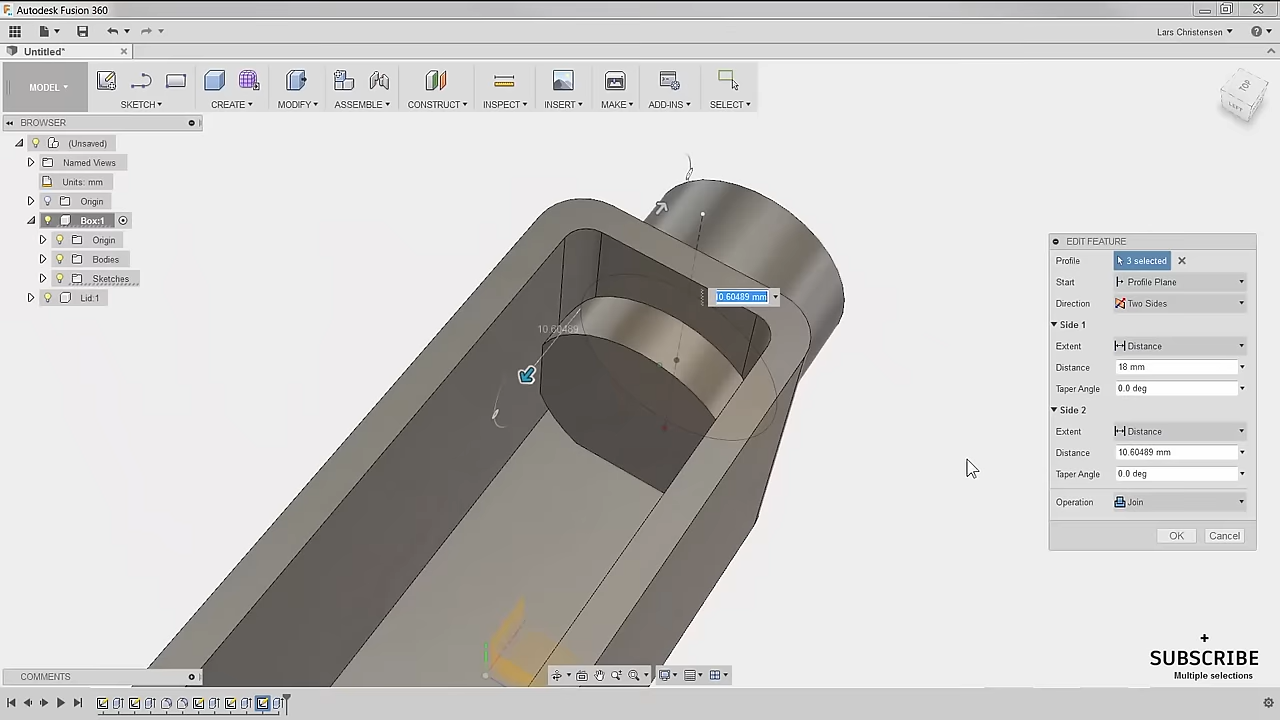 Autodesk Fusion 360
Lars Christensen
Untitled*
MODEL
SKETCH
CREATE
MODIFY
ASSEMBLE
CONSTRUCT
INSPECT
INSERT
MAKE
ADD-INS
SELECT
BROWSER
(Unsaved)
Named Views
Units: mm
Origin
Box:1
Origin
Bodies
Sketches
Lid:1
TOP
LEFT
10.60489 mm
10.60489
EDIT FEATURE
Profile 3 selected
Start Profile Plane
Direction Two Sides
Side 1
Extent Distance
Distance 18 mm
Taper Angle 0.0 deg
Side 2
Extent Distance
Distance 10.60489 mm
Taper Angle 0.0 deg
Operation Join
OK Cancel
+
SUBSCRIBE
Multiple selections
COMMENTS